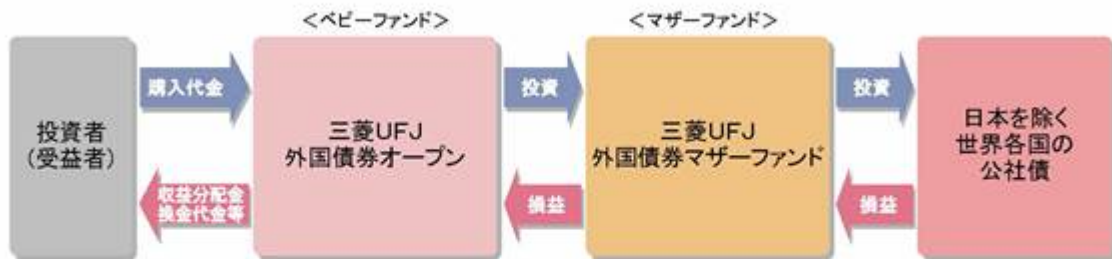 ＜ベビーファンド＞
＜マザーファンド＞
投資者
（受益者）
購入代金
収益分配金
換金代金等
三菱ＵＦＪ
外国債券オープン
投資
損益
三菱ＵＦＪ
外国債券マザーファンド
投資
損益
日本を除く
世界各国の
公社債